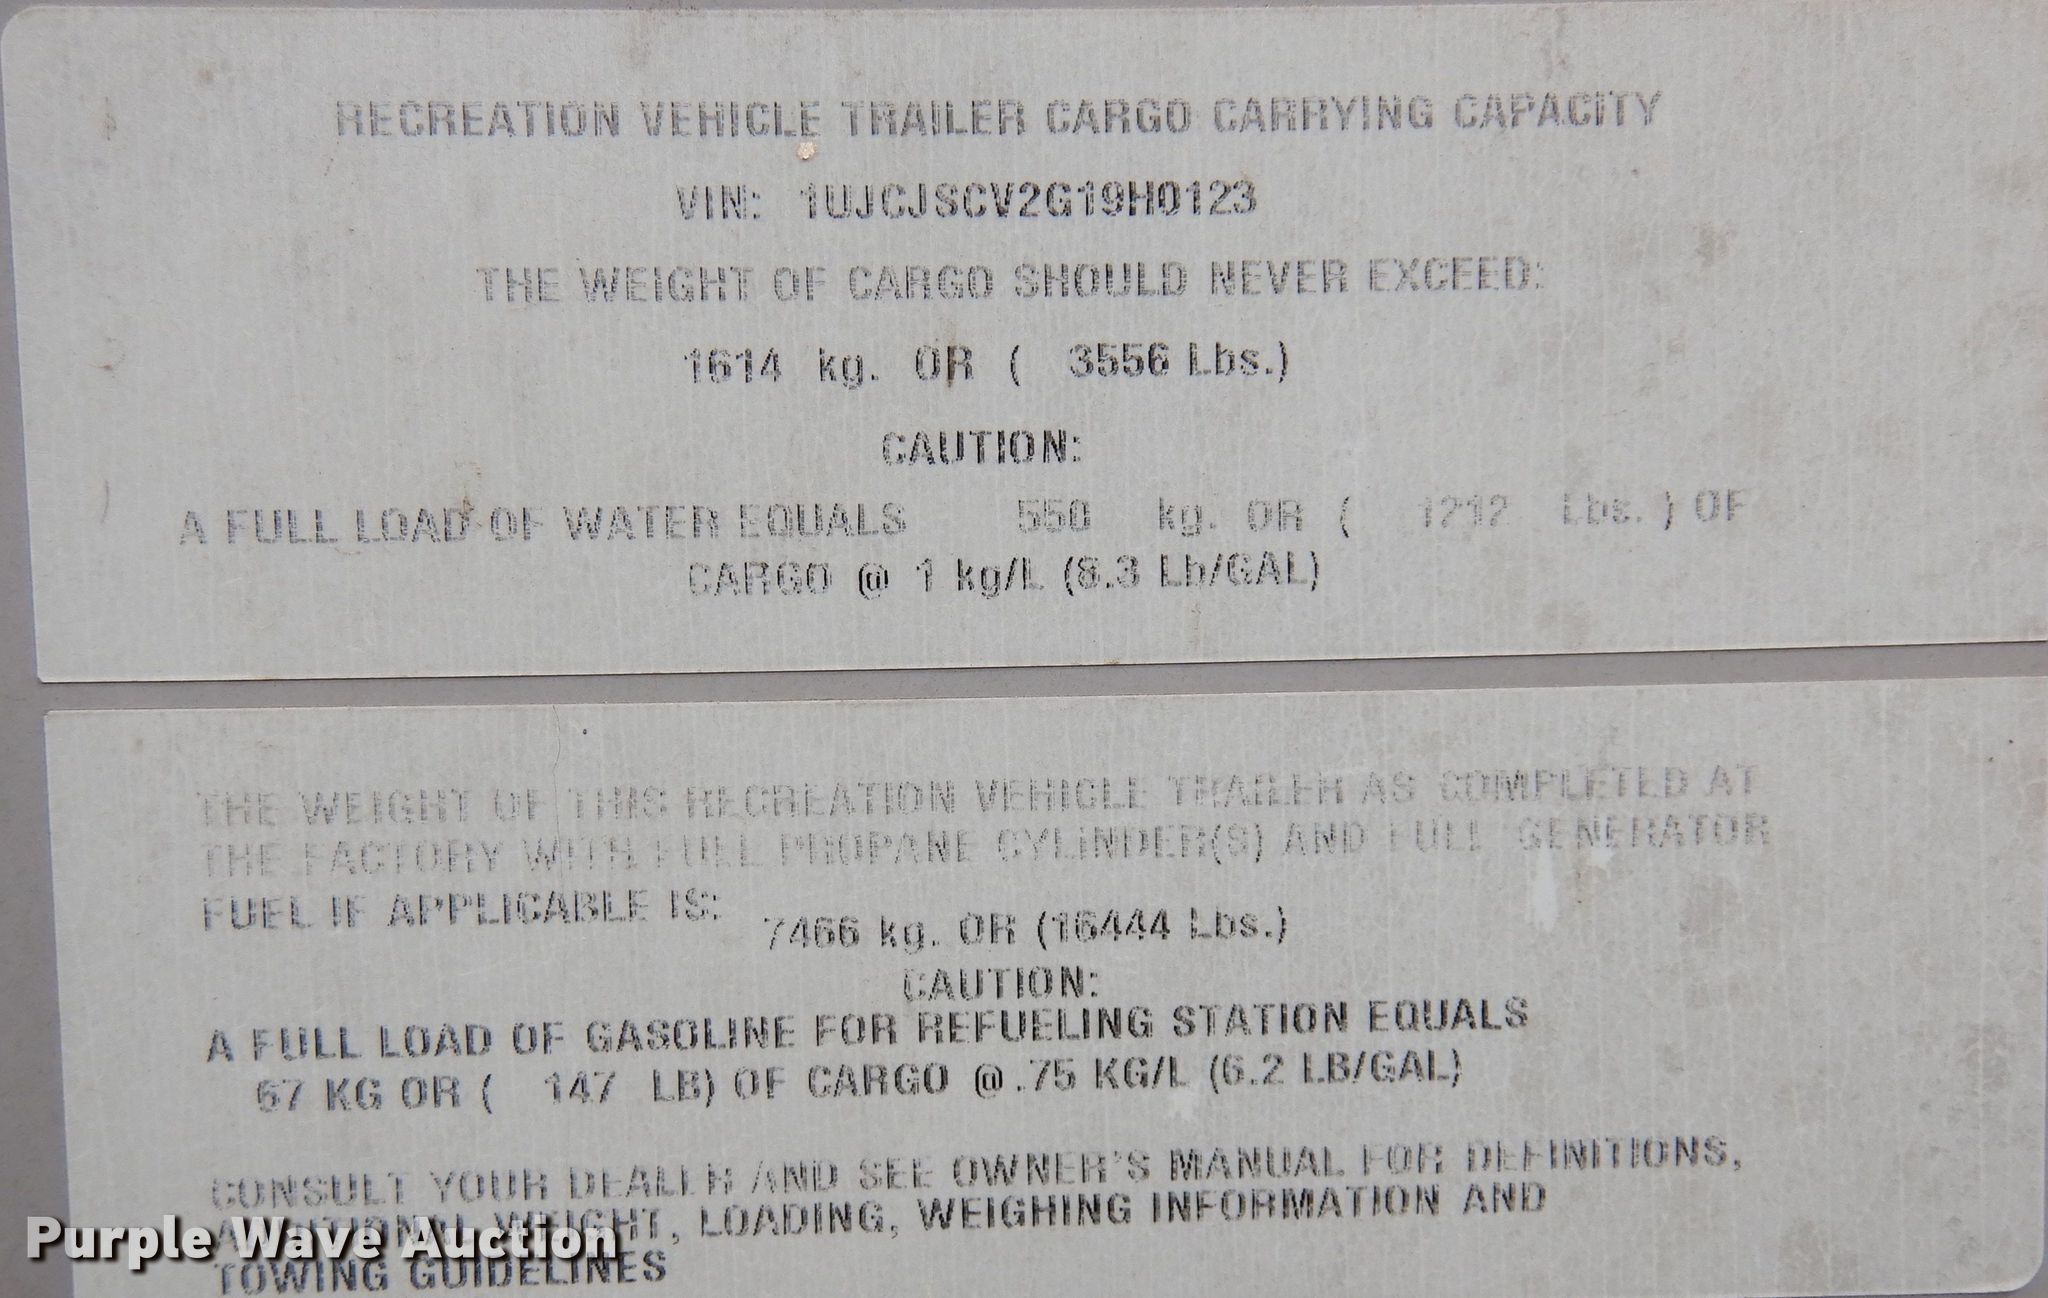 RECREATION VEHICLE TRAILER CARGO CARRYING CAPACITY
VIN: 1UJCJSCV2G19H0123
THE WEIGHT OF CARGO SHOULD NEVER EXCEED:
1614 kg. OR ( 3556 Lbs.)
CAUTION:
A FULL LOAD OF WATER EQUALS 550 kg. OR ( 1212 Lbs. ) OF
CARGO @ 1 kg/L (8.3 Lb/GAL)
THE WEIGHT OF THIS RECREATION VEHICLE TRAILER AS COMPLETED AT
THE FACTORY WITH FULL PROPANE CYLINDER(S) AND FULL GENERATOR
FUEL IF APPLICABLE IS:
7466 kg. OR (16444 Lbs.)
CAUTION:
A FULL LOAD OF GASOLINE FOR REFUELING STATION EQUALS
67 KG OR ( 147 LB) OF CARGO @ .75 KG/L (6.2 LB/GAL)
CONSULT YOUR DEALER AND SEE OWNER'S MANUAL FOR DEFINITIONS,
ADDITIONAL WEIGHT, LOADING, WEIGHING INFORMATION AND
TOWING GUIDELINES
Purple Wave Auction